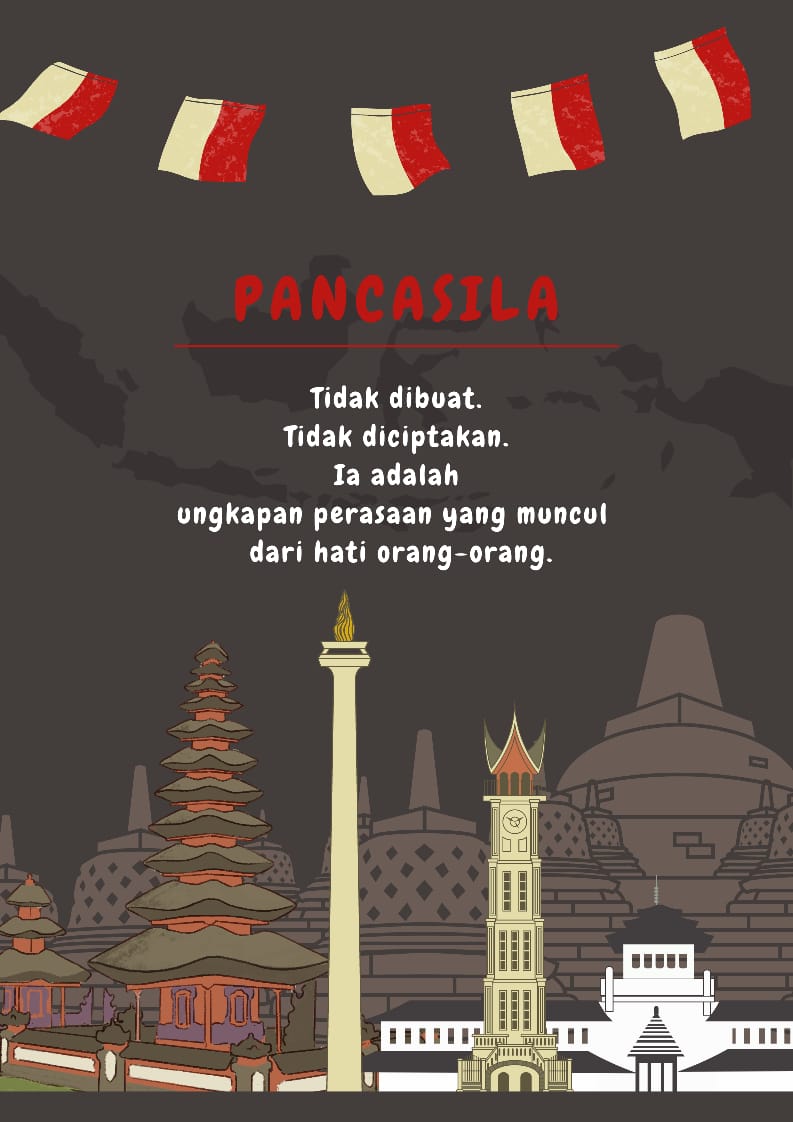 PANCASILA
Tidak dibuat.
Tidak diciptakan.
Ia adalah
ungkapan perasaan yang muncul
dari hati orang-orang.